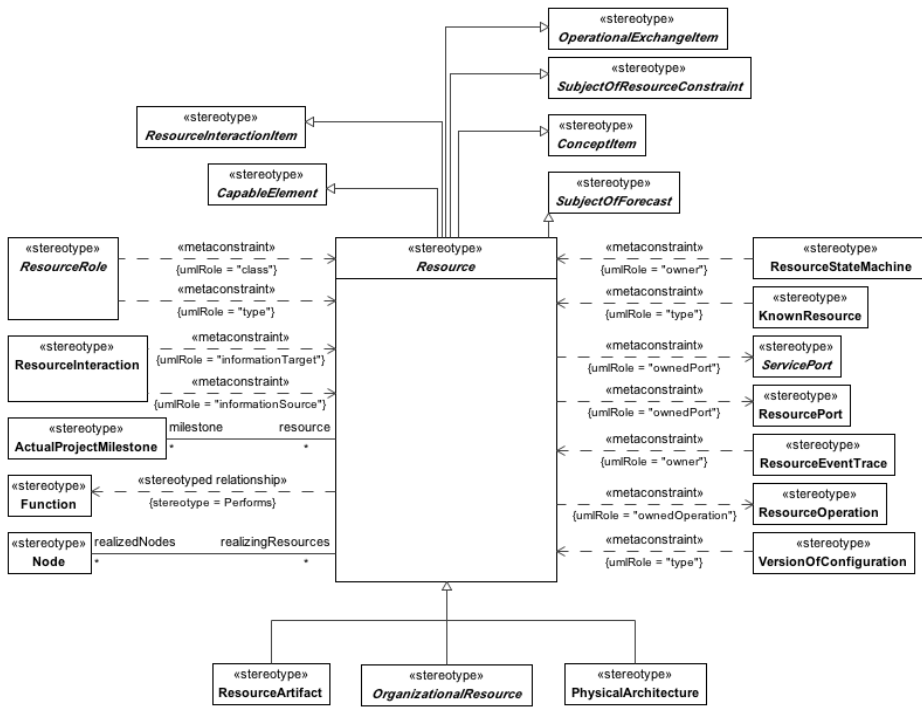 «stereotype»
OperationalExchangeItem
«stereotype»
SubjectOfResourceConstraint
«stereotype»
ResourceInteractionItem
«stereotype»
ConceptItem
«stereotype»
CapableElement
«stereotype»
SubjectOfForecast
«stereotype»
ResourceRole
«metaconstraint»
{umlRole = "class"}
«metaconstraint»
{umlRole = "type"}
«stereotype»
Resource
«metaconstraint»
{umlRole = "owner"}
«stereotype»
ResourceStateMachine
«metaconstraint»
{umlRole = "type"}
«stereotype»
KnownResource
«stereotype»
ResourceInteraction
«metaconstraint»
{umlRole = "informationTarget"}
«metaconstraint»
{umlRole = "informationSource"}
«metaconstraint»
{umlRole = "ownedPort"}
«stereotype»
ServicePort
«metaconstraint»
{umlRole = "ownedPort"}
«stereotype»
ResourcePort
«stereotype»
ActualProjectMilestone
milestone
resource
*
*
«metaconstraint»
{umlRole = "owner"}
«stereotype»
ResourceEventTrace
«stereotype»
Function
«stereotyped relationship»
{stereotype = Performs}
«metaconstraint»
{umlRole = "ownedOperation"}
«stereotype»
ResourceOperation
«stereotype»
Node
realizedNodes
realizingResources
*
*
«metaconstraint»
{umlRole = "type"}
«stereotype»
VersionOfConfiguration
«stereotype»
ResourceArtifact
«stereotype»
OrganizationalResource
«stereotype»
PhysicalArchitecture